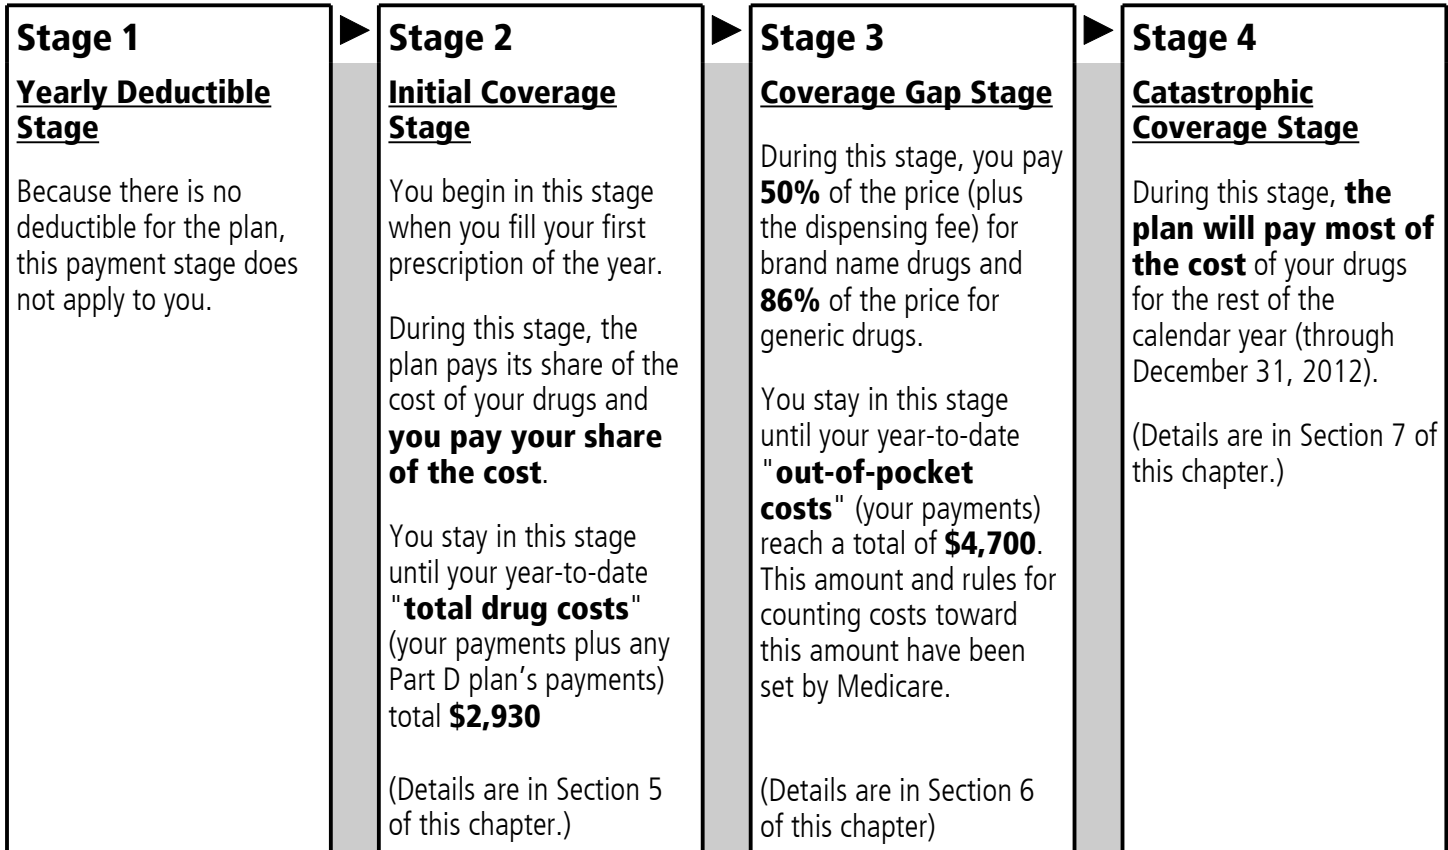 Stage 1
Yearly Deductible
Stage
Because there is no
deductible for the plan,
this payment stage does
not apply to you.
Stage 2
Initial Coverage
Stage
You begin in this stage
when you fill your first
prescription of the year.
During this stage, the
plan pays its share of the
cost of your drugs and
you pay your share
of the cost.
You stay in this stage
until your year-to-date
"total drug costs"
(your payments plus any
Part D plan’s payments)
total $2,930
(Details are in Section 5
of this chapter.)
Stage 3
Coverage Gap Stage
During this stage, you pay
50% of the price (plus
the dispensing fee) for
brand name drugs and
86% of the price for
generic drugs.
You stay in this stage
until your year-to-date
"out-of-pocket
costs" (your payments)
reach a total of $4,700.
This amount and rules for
counting costs toward
this amount have been
set by Medicare.
(Details are in Section 6
of this chapter)
Stage 4
Catastrophic
Coverage Stage
During this stage, the
plan will pay most of
the cost of your drugs
for the rest of the
calendar year (through
December 31, 2012).
(Details are in Section 7 of
this chapter.)